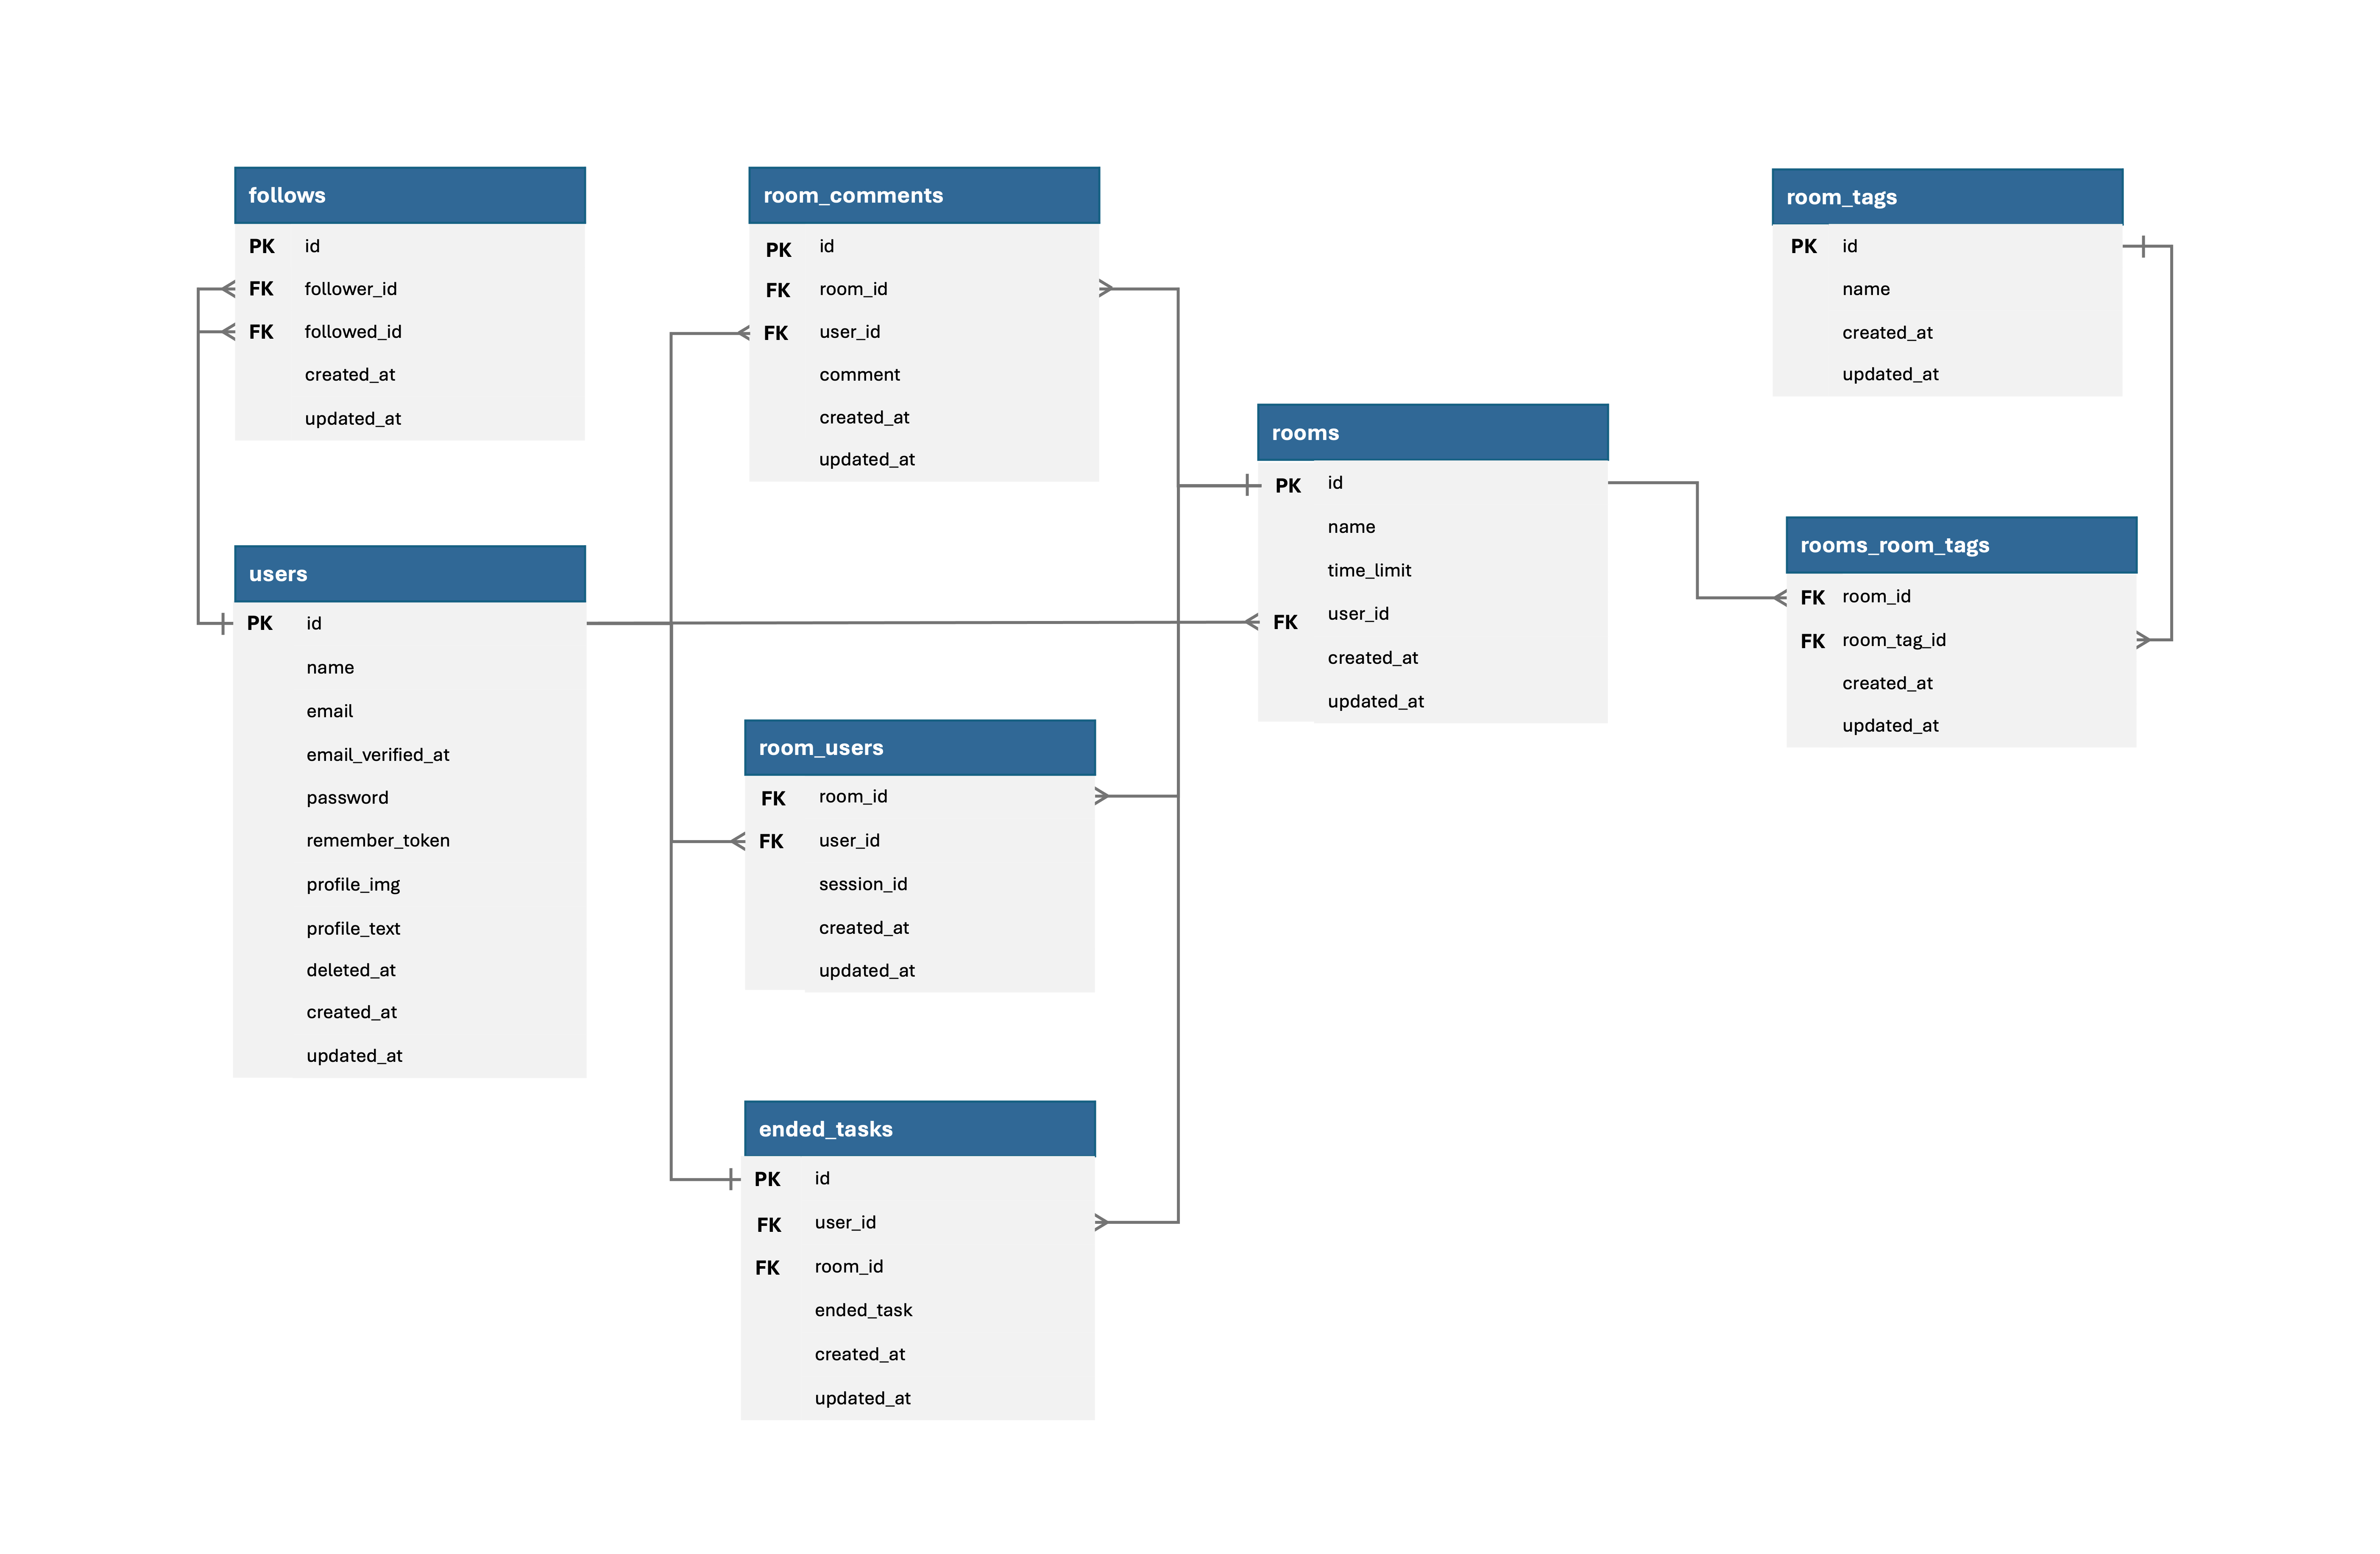 follows
PK id
FK follower_id
FK followed_id
created_at
updated_at
users
PK id
name
email
email_verified_at
password
remember_token
profile_img
profile_text
deleted_at
created_at
updated_at
room_comments
PK id
FK room_id
FK user_id
comment
created_at
updated_at
room_users
FK room_id
FK user_id
session_id
created_at
updated_at
ended_tasks
PK id
FK user_id
FK room_id
ended_task
created_at
updated_at
rooms
PK id
name
time_limit
FK user_id
created_at
updated_at
room_tags
PK id
name
created_at
updated_at
rooms_room_tags
FK room_id
FK room_tag_id
created_at
updated_at